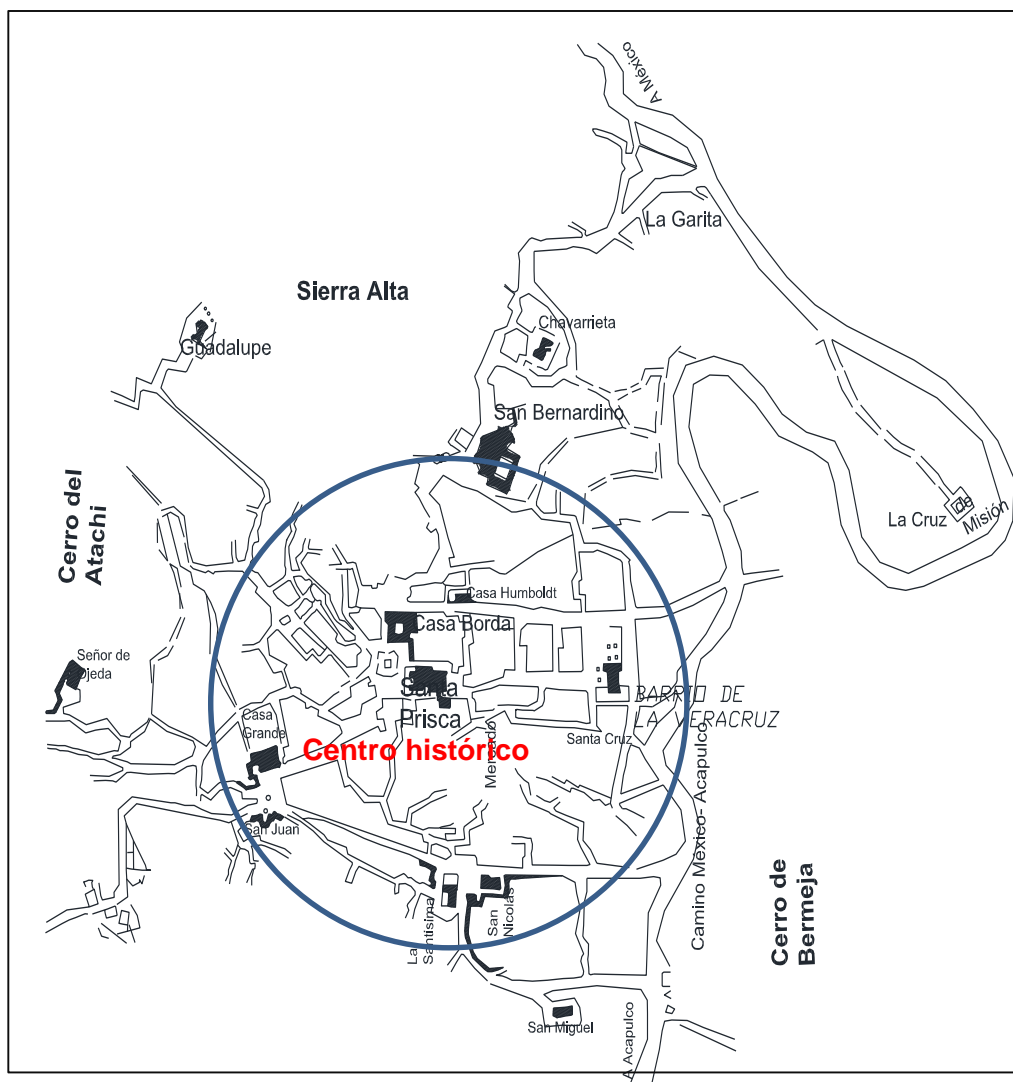 A México
La Garita
Sierra Alta
Chavarrieta
Guadalupe
San Bernardino
Cerro del
Atachi
La Cruz de Misión
Casa Humboldt
Casa Borda
Señor de
Ojeda
Santa
Prisca
BARRIO DE
LA VERACRUZ
Casa
Grande
Santa Cruz
Mercado
Centro histórico
Camino México- Acapulco
San Juan
Cerro de
Bermeja
La
Santísima
San
Nicolas
San Miguel
A Acapulco